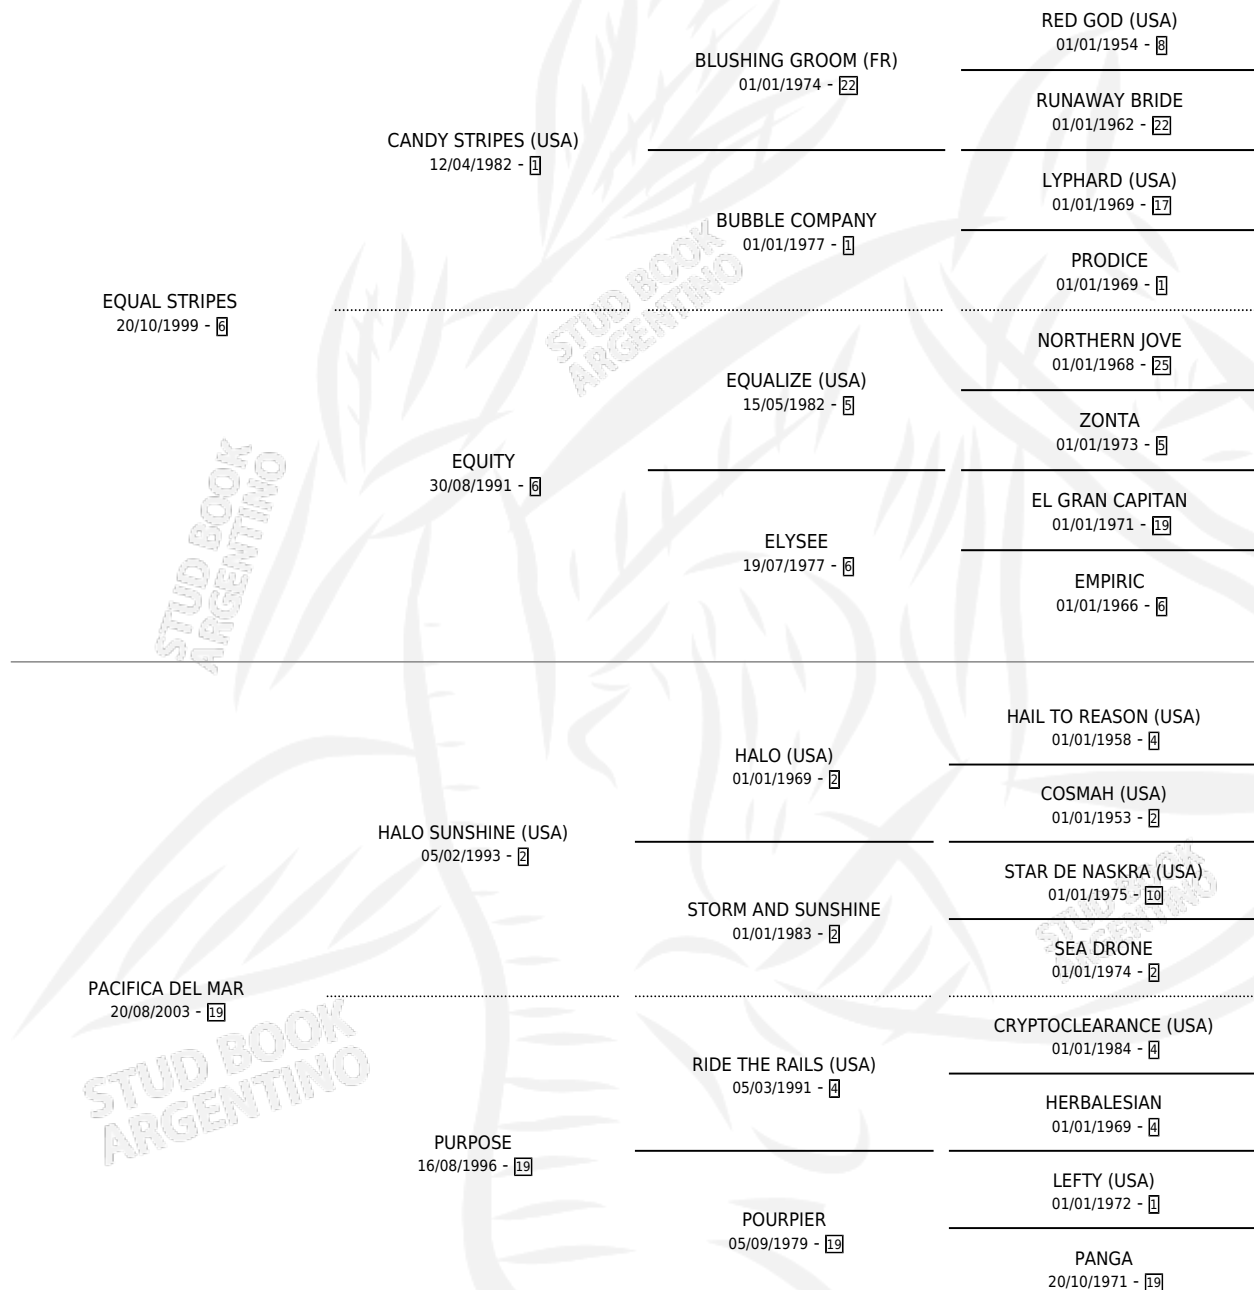 RED GOD (USA)
01/01/1954 - 8
BLUSHING GROOM (FR)
01/01/1974 - 22
RUNAWAY BRIDE
01/01/1962 - 22
CANDY STRIPES (USA)
12/04/1982 - 1
LYPHARD (USA)
01/01/1969 - 17
BUBBLE COMPANY
01/01/1977 - 1
PRODICE
01/01/1969 - 1
EQUAL STRIPES
20/10/1999 - 6
NORTHERN JOVE
01/01/1968 - 25
EQUALIZE (USA)
15/05/1982 - 5
ZONTA
01/01/1973 - 5
EQUITY
30/08/1991 - 6
EL GRAN CAPITAN
01/01/1971 - 19
ELYSEE
19/07/1977 - 6
EMPIRIC
01/01/1966 - 6
HAIL TO REASON (USA)
01/01/1958 - 4
HALO (USA)
01/01/1969 - 2
COSMAH (USA)
01/01/1953 - 2
HALO SUNSHINE (USA)
05/02/1993 - 2
STAR DE NASKRA (USA)
01/01/1975 - 10
STORM AND SUNSHINE
01/01/1983 - 2
SEA DRONE
01/01/1974 - 2
PACIFICA DEL MAR
20/08/2003 - 19
CRYPTOCLEARANCE (USA)
01/01/1984 - 4
RIDE THE RAILS (USA)
05/03/1991 - 4
HERBALESIAN
01/01/1969 - 4
PURPOSE
16/08/1996 - 19
LEFTY (USA)
01/01/1972 - 1
POURPIER
05/09/1979 - 19
PANGA
20/10/1971 - 19
STUD BOOK
ARGENTINO
STUD BOOK
ARGENTINO
STUD BOOK
ARGENTINO
STUD BOOK
ARGENTINO